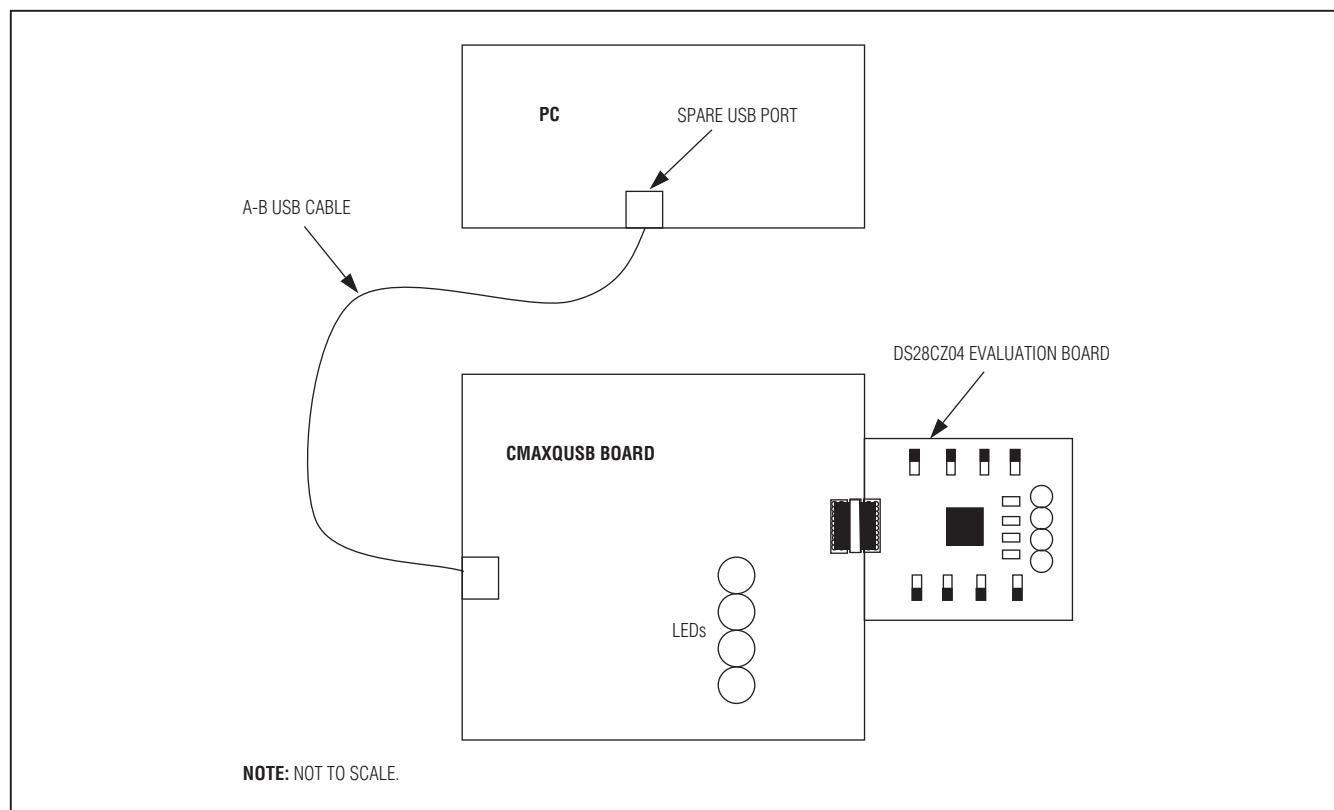 PC
SPARE USB PORT
A-B USB CABLE
DS28CZ04 EVALUATION BOARD
CMAXQUSB BOARD
LEDs
NOTE: NOT TO SCALE.